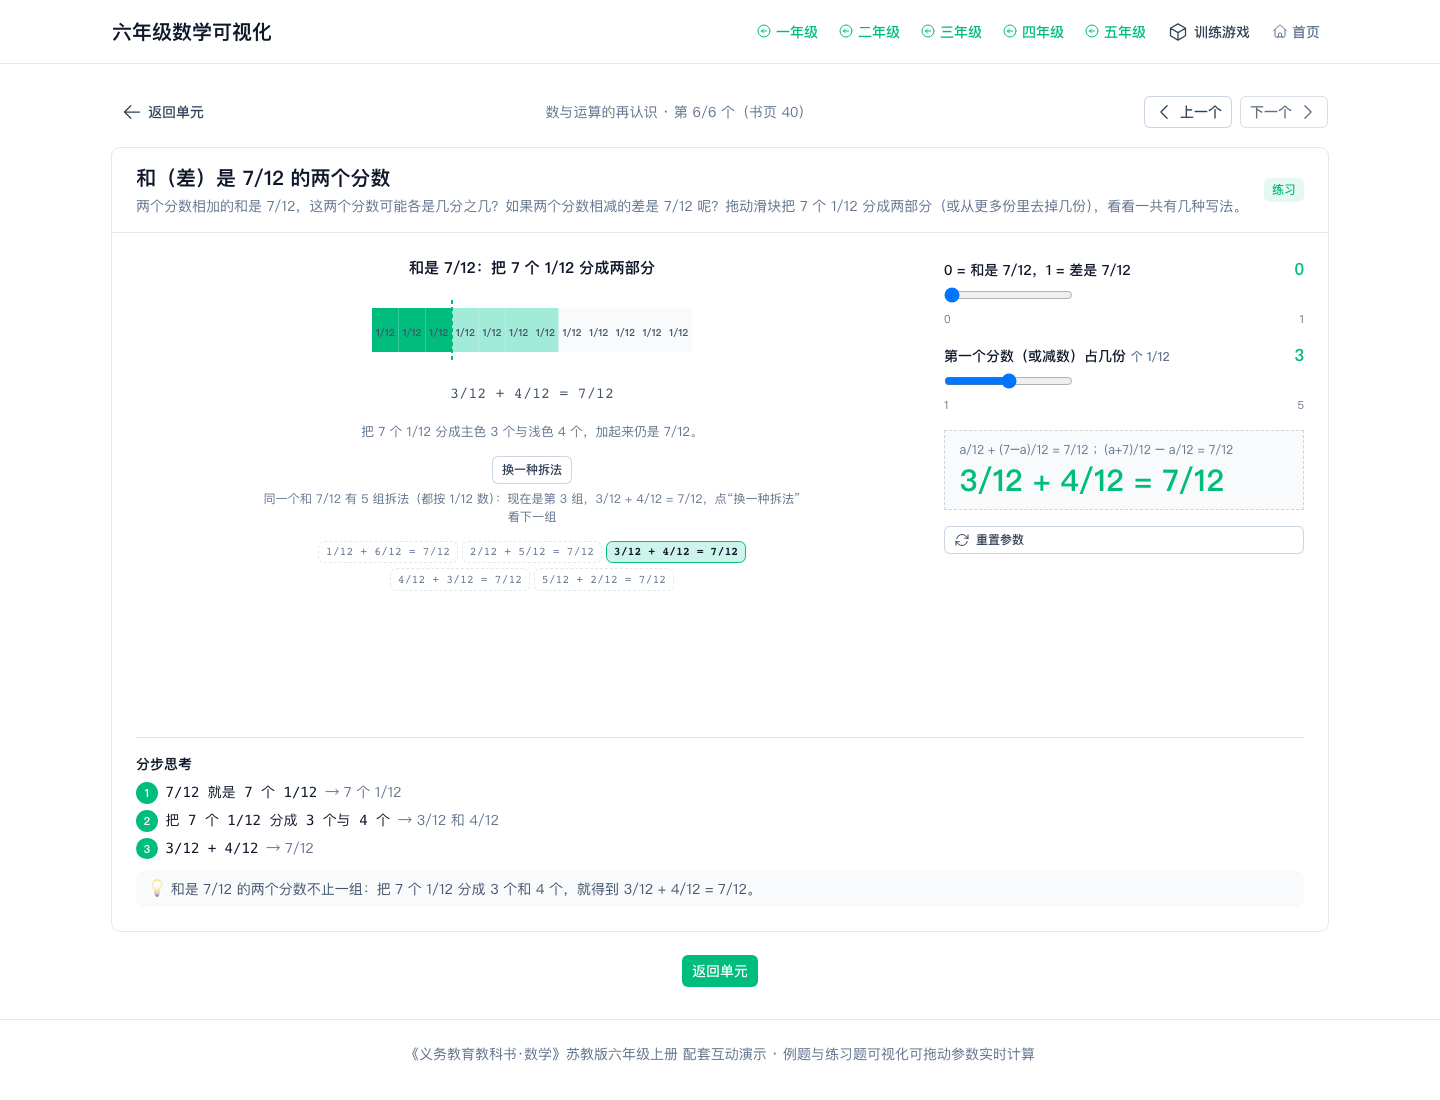 六年级数学可视化
一年级
二年级
三年级
四年级
五年级
训练游戏
首页
返回单元
数与运算的再认识 · 第 6/6 个（书页 40）
上一个
下一个
和（差）是 7/12 的两个分数
两个分数相加的和是 7/12，这两个分数可能各是几分之几？如果两个分数相减的差是 7/12 呢？拖动滑块把 7 个 1/12 分成两部分（或从更多份里去掉几份），看看一共有几种写法。
练习
和是 7/12：把 7 个 1/12 分成两部分
1/12 1/12 1/12 1/12 1/12 1/12 1/12 1/12 1/12 1/12 1/12 1/12
3/12 + 4/12 = 7/12
把 7 个 1/12 分成主色 3 个与浅色 4 个，加起来仍是 7/12。
换一种拆法
同一个和 7/12 有 5 组拆法（都按 1/12 数）：现在是第 3 组，3/12 + 4/12 = 7/12，点“换一种拆法”
看下一组
1/12 + 6/12 = 7/12
2/12 + 5/12 = 7/12
3/12 + 4/12 = 7/12
4/12 + 3/12 = 7/12
5/12 + 2/12 = 7/12
0 = 和是 7/12，1 = 差是 7/12
0
0
1
第一个分数（或减数）占几份 个 1/12
3
1
5
a/12 + (7−a)/12 = 7/12 ；(a+7)/12 − a/12 = 7/12
3/12 + 4/12 = 7/12
重置参数
分步思考
1 7/12 就是 7 个 1/12 → 7 个 1/12
2 把 7 个 1/12 分成 3 个与 4 个 → 3/12 和 4/12
3 3/12 + 4/12 → 7/12
和是 7/12 的两个分数不止一组：把 7 个 1/12 分成 3 个和 4 个，就得到 3/12 + 4/12 = 7/12。
返回单元
《义务教育教科书·数学》苏教版六年级上册 配套互动演示 · 例题与练习题可视化可拖动参数实时计算